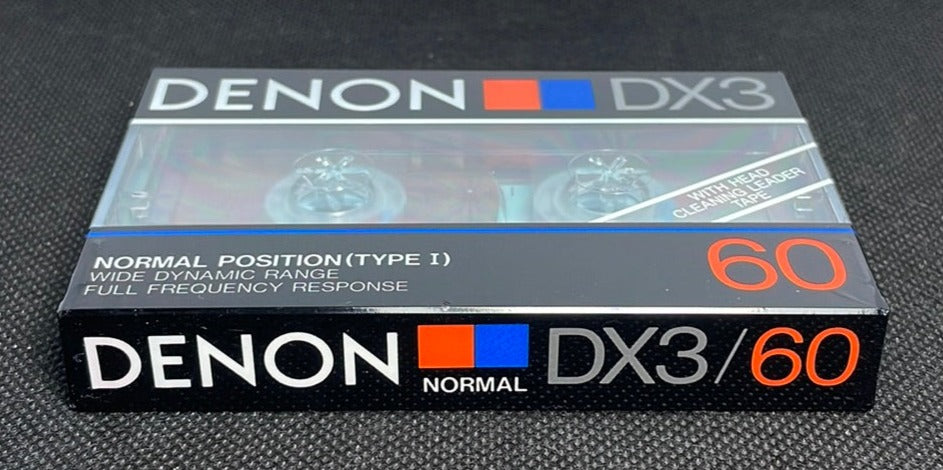 DENON DX3
WITH HEAD
CLEANING LEADER
TAPE
NORMAL POSITION (TYPE I)
WIDE DYNAMIC RANGE
FULL FREQUENCY RESPONSE
60
DENON NORMAL DX3/60